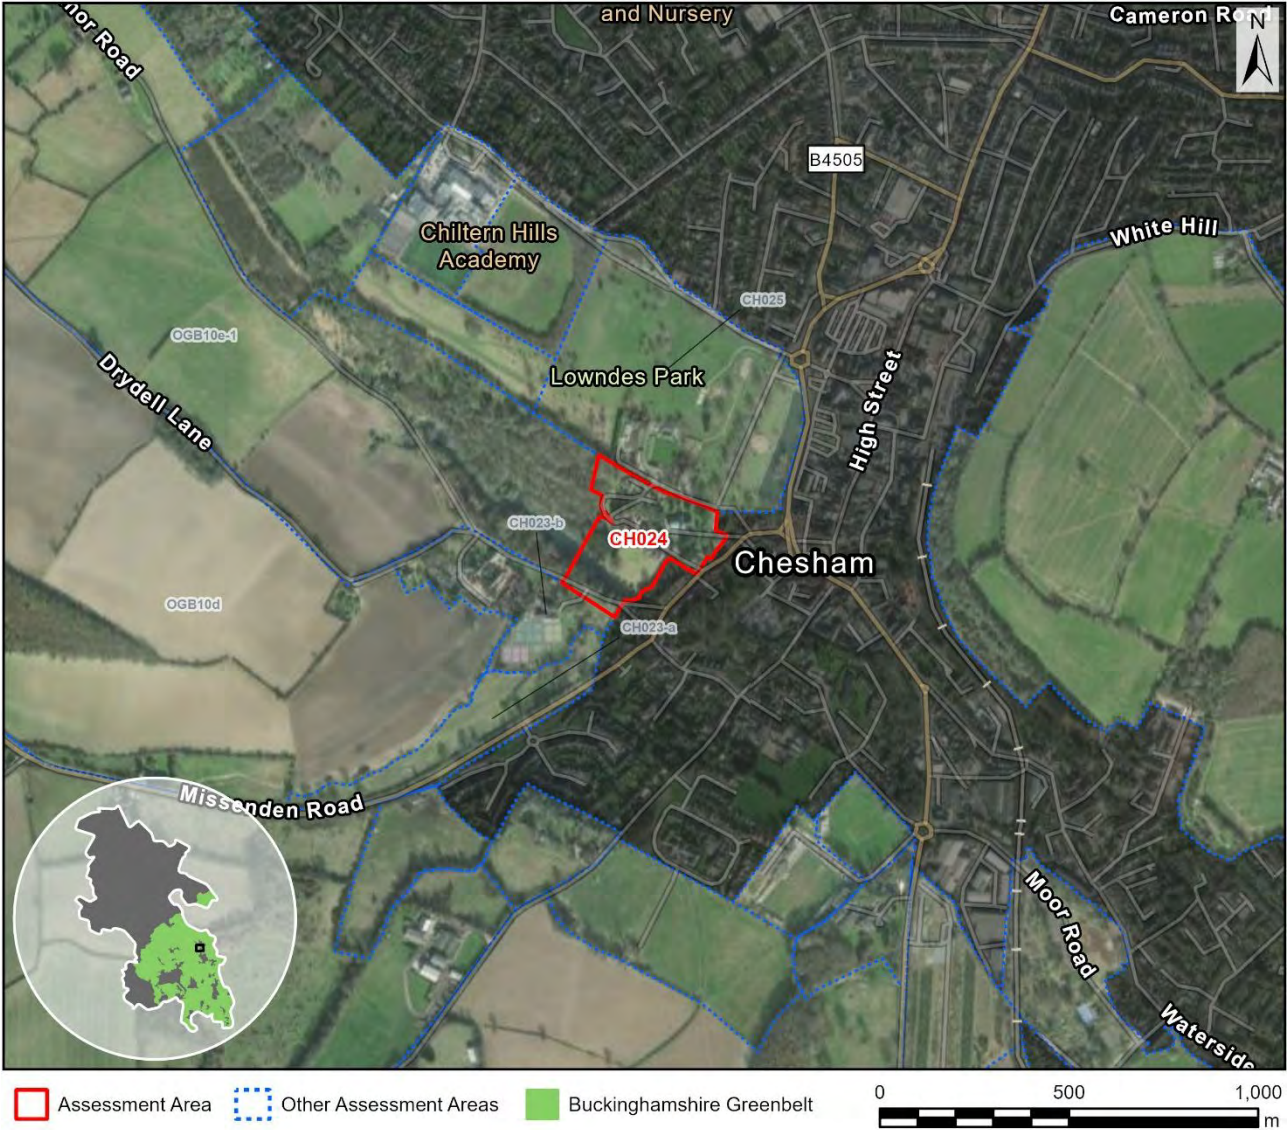 and Nursery
Cameron Road
N
nor Road
B4505
White Hill
Chiltern Hills
Academy
CH025
OGB10e-1
Lowndes Park
Drydell Lane
High Street
CH023-b
CH024
Chesham
OGB10d
CH023-a
Missenden Road
Moor Road
Waterside
Assessment Area
Other Assessment Areas
Buckinghamshire Greenbelt
0 500 1,000
m